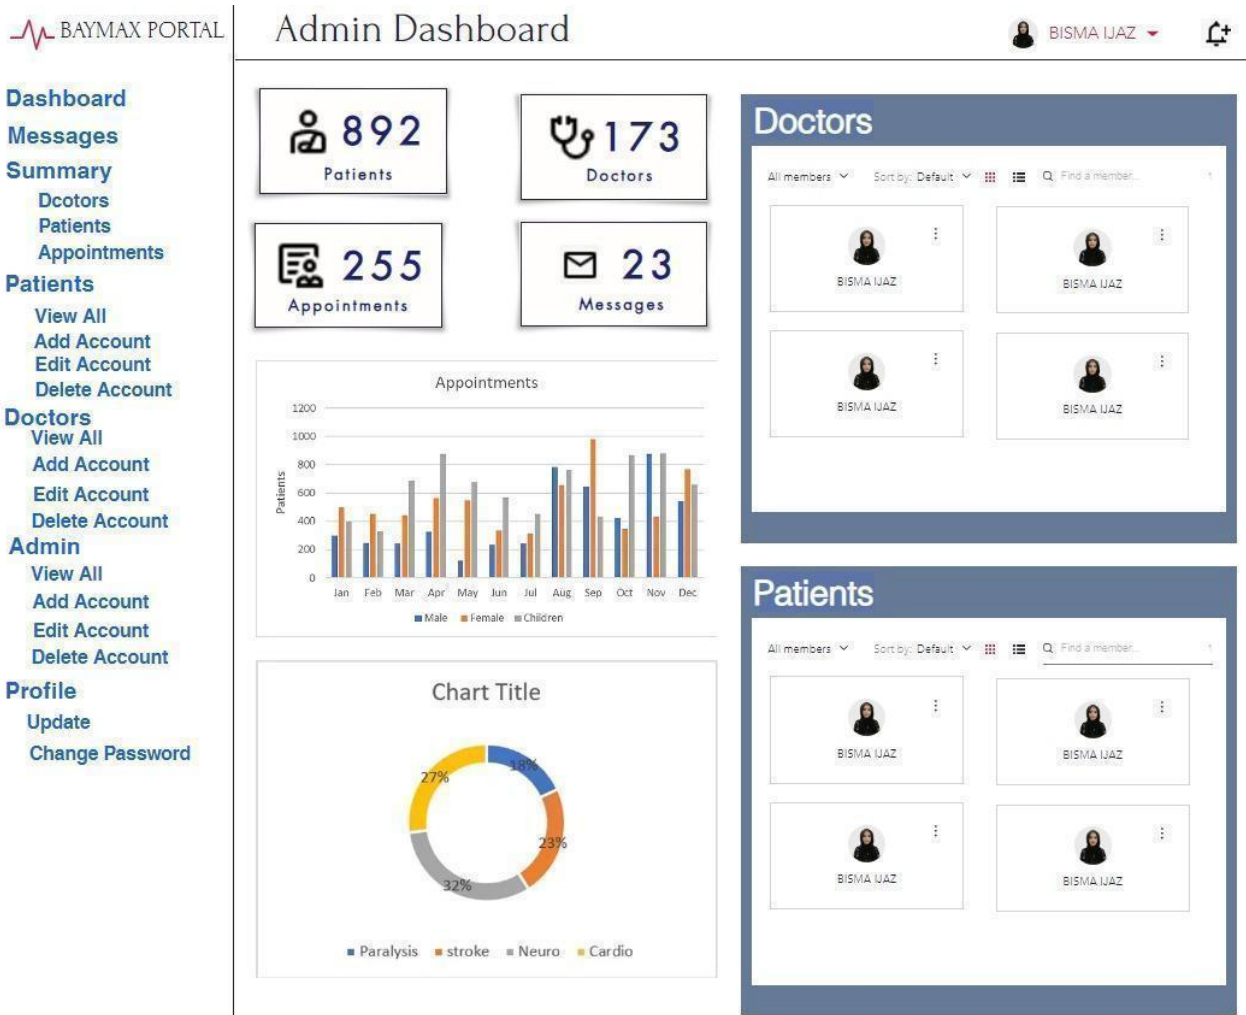 BAYMAX PORTAL
Admin Dashboard
BISMA IJAZ
Dashboard
Messages
Summary
Dcotors
Patients
Appointments
Patients
View All
Add Account
Edit Account
Delete Account
Doctors
View All
Add Account
Edit Account
Delete Account
Admin
View All
Add Account
Edit Account
Delete Account
Profile
Update
Change Password
892
Patients
173
Doctors
255
Appointments
23
Messages
Appointments
Patients
1200
1000
800
600
400
200
0
Jan Feb Mar Apr May Jun Jul Aug Sep Oct Nov Dec
Male Female Children
Chart Title
18%
23%
32%
27%
Paralysis stroke Neuro Cardio
Doctors
All members Sort by: Default Find a member...
BISMA IJAZ
BISMA IJAZ
BISMA IJAZ
BISMA IJAZ
Patients
All members Sort by: Default Find a member...
BISMA IJAZ
BISMA IJAZ
BISMA IJAZ
BISMA IJAZ